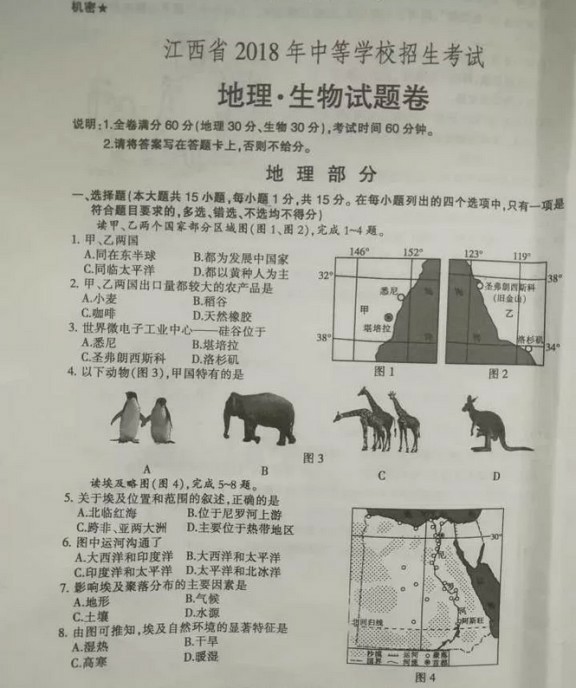 机密★
江西省 2018 年中等学校招生考试
地理·生物试题卷
说明:1.全卷满分 60 分(地理 30 分、生物 30 分),考试时间 60 分钟。
2.请将答案写在答题卡上,否则不给分。
地 理 部 分
一、选择题(本大题共 15 小题,每小题 1 分,共 15 分。在每小题列出的四个选项中,只有一项是
符合题目要求的,多选、错选、不选均不得分)
读甲、乙两个国家部分区域图(图 1、图 2),完成 1~4 题。
1. 甲、乙两国
A.同在东半球 B.都为发展中国家
C.同临太平洋 D.都以黄种人为主
2. 甲、乙两国出口量都较大的农产品是
A.小麦 B.稻谷
C.咖啡 D.天然橡胶
3. 世界微电子工业中心——硅谷位于
A.悉尼 B.堪培拉
C.圣弗朗西斯科 D.洛杉矶
4. 以下动物(图 3),甲国特有的是
146° 152°
32°
悉尼
甲
堪培拉
38°
图 1
123° 119°
38°
圣弗朗西斯科
(旧金山)
乙
洛杉矶
34°
图 2
图 3
A B C D
读埃及略图(图 4),完成 5~8 题。
5. 关于埃及位置和范围的叙述,正确的是
A.北临红海 B.位于尼罗河上游
C.跨非、亚两大洲 D.主要位于热带地区
6. 图中运河沟通了
A.大西洋和印度洋 B.大西洋和太平洋
C.印度洋和太平洋 D.太平洋和北冰洋
7. 影响埃及聚落分布的主要因素是
A.地形 B.气候
C.土壤 D.水源
8. 由图可推知,埃及自然环境的显著特征是
A.湿热 B.干旱
C.高寒 D.暖湿
30°
尼
河
阿斯旺
北回归线
沙漠 运河 聚落
国界 河流 首都
图 4